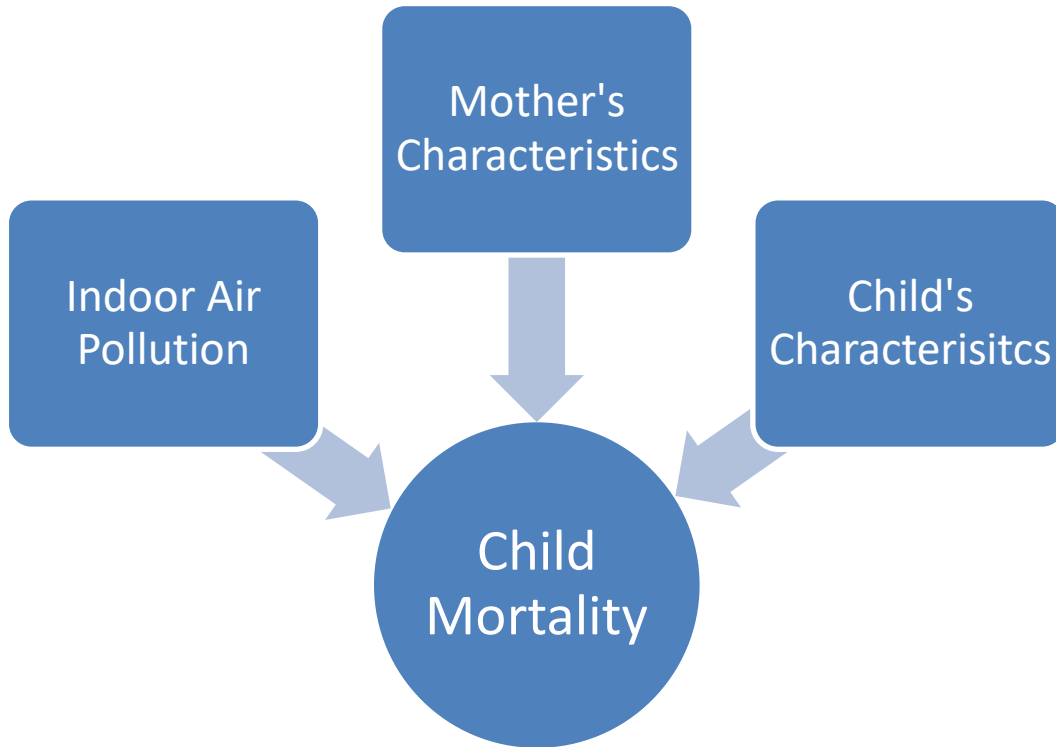 Mother's
Characteristics
Indoor Air
Pollution
Child's
Characterisitcs
Child
Mortality